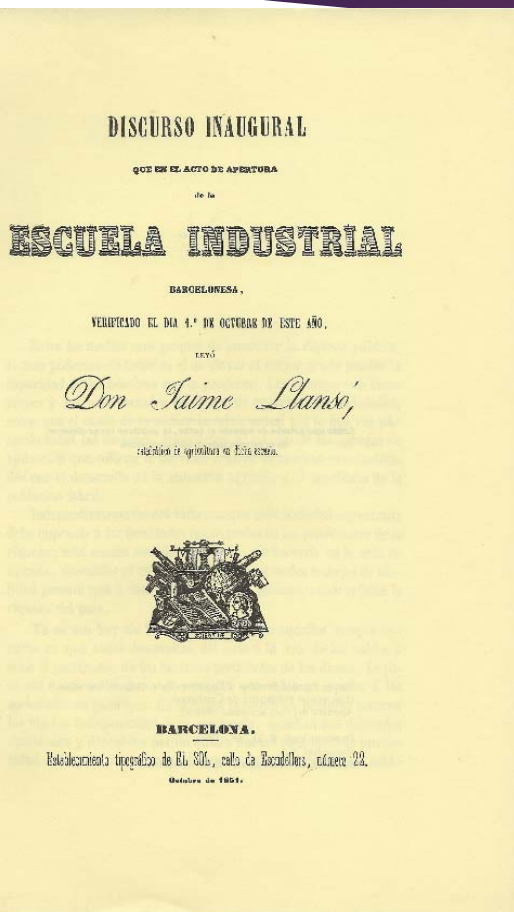 DISCURSO INAUGURAL
QUE EN EL ACTO DE APERTURA
de la
ESCUELA INDUSTRIAL
BARCELONESA,
VERIFICADO EL DIA 1.º DE OCTUBRE DE ESTE AÑO,
LEYÓ
Don Jaime Llansó,
catedrático de agricultura en dicha escuela.
BARCELONA.
Establecimiento tipográfico de EL SOL, calle de Escudellers, número 22.
Octubre de 1851.